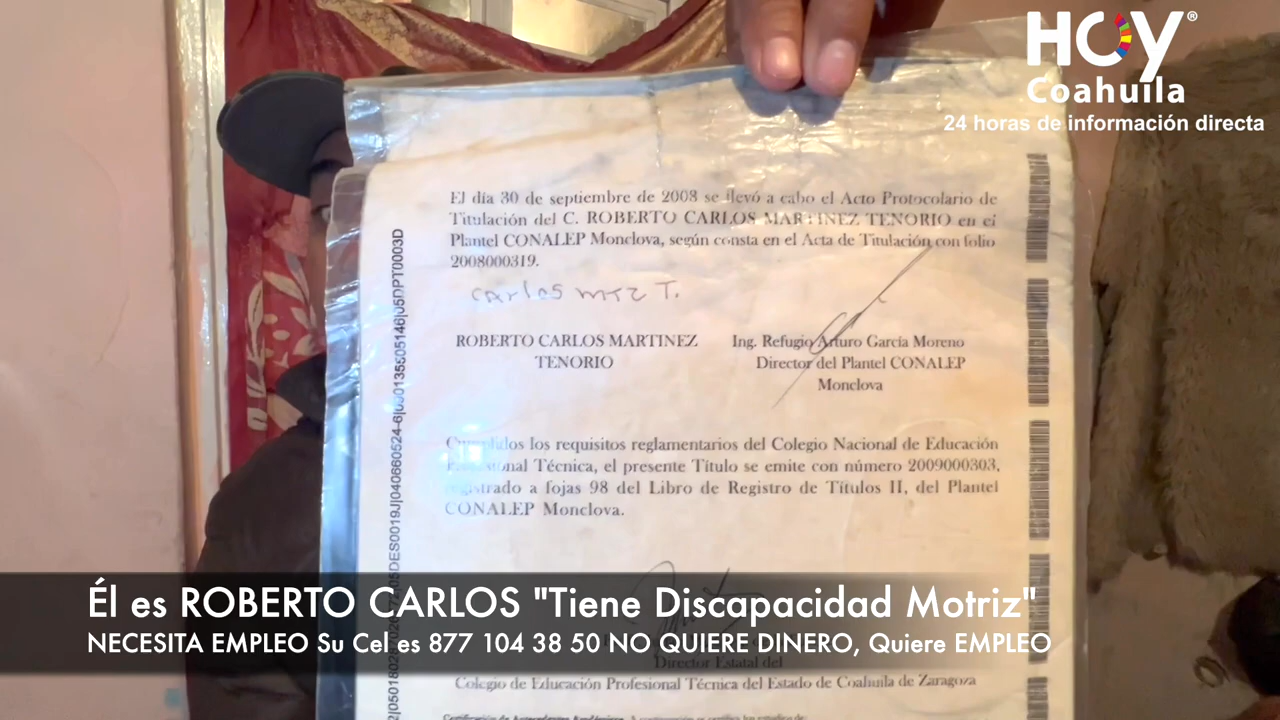 HOY®
Coahuila
24 horas de información directa
El día 30 de septiembre de 2008 se llevó a cabo el Acto Protocolario de
Titulación del C. ROBERTO CARLOS MARTINEZ TENORIO en el
Plantel CONALEP Monclova, según consta en el Acta de Titulación con folio
2008000319.
Carlos mtz T.
ROBERTO CARLOS MARTINEZ
TENORIO
Ing. Refugio Arturo García Moreno
Director del Plantel CONALEP
Monclova
Cumplidos los requisitos reglamentarios del Colegio Nacional de Educación
Profesional Técnica, el presente Título se emite con número 2009000303,
registrado a fojas 98 del Libro de Registro de Títulos II, del Plantel
CONALEP Monclova.
Él es ROBERTO CARLOS "Tiene Discapacidad Motriz"
NECESITA EMPLEO Su Cel es 877 104 38 50 NO QUIERE DINERO, Quiere EMPLEO
Director Estatal del
Colegio de Educación Profesional Técnica del Estado de Coahuila de Zaragoza